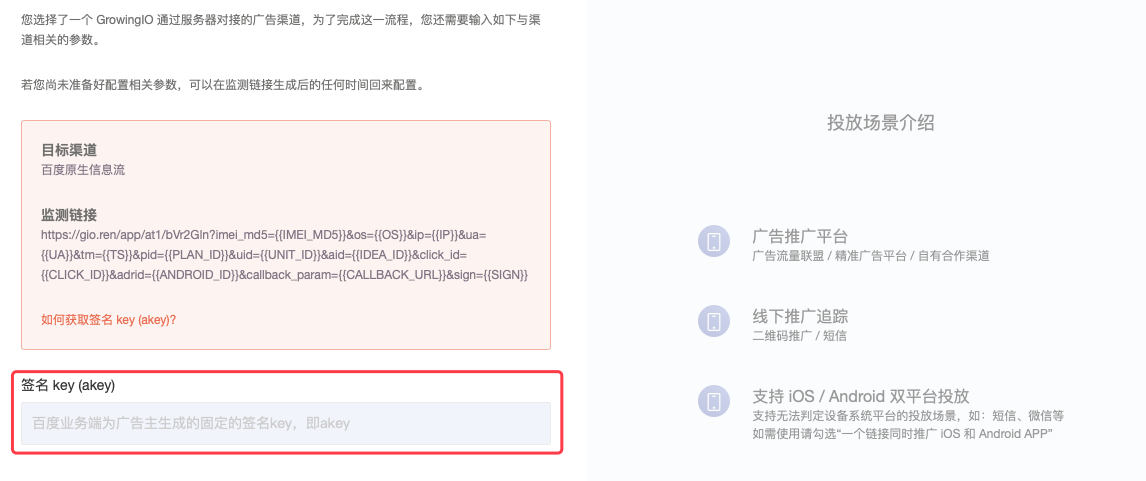 您选择了一个 GrowingIO 通过服务器对接的广告渠道，为了完成这一流程，您还需要输入如下与渠
道相关的参数。
若您尚未准备好配置相关参数，可以在监测链接生成后的任何时间回来配置。
目标渠道
百度原生信息流
监测链接
https://gio.ren/app/at1/bVr2Gln?imei_md5={{IMEI_MD5}}&os={{OS}}&ip={{IP}}&ua=
{{UA}}&tm={{TS}}&pid={{PLAN_ID}}&uid={{UNIT_ID}}&aid={{IDEA_ID}}&click_id=
{{CLICK_ID}}&adrid={{ANDROID_ID}}&callback_param={{CALLBACK_URL}}&sign={{SIGN}}
如何获取签名 key (akey)?
签名 key (akey)
百度业务端为广告主生成的固定的签名key，即akey
投放场景介绍
广告推广平台
广告流量联盟 / 精准广告平台 / 自有合作渠道
线下推广追踪
二维码推广 / 短信
支持 iOS / Android 双平台投放
支持无法判定设备系统平台的投放场景，如：短信、微信等
如需使用请勾选“一个链接同时推广 iOS 和 Android APP”